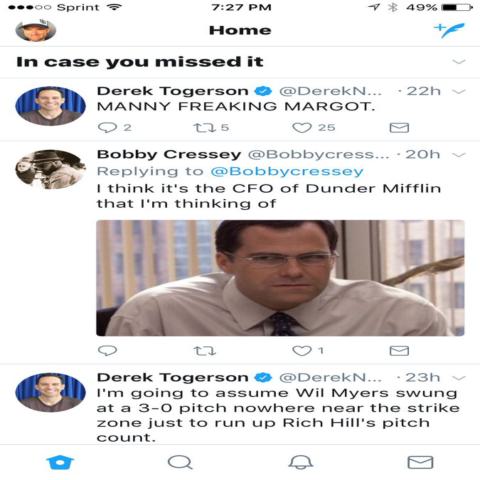 Sprint 7:27 PM 49%
Home
In case you missed it
Derek Togerson @DerekN... · 22h
MANNY FREAKING MARGOT.
2 5 25
Bobby Cressey @Bobbycress... · 20h
Replying to @Bobbycressey
I think it's the CFO of Dunder Mifflin
that I'm thinking of
1
Derek Togerson @DerekN... · 23h
I'm going to assume Wil Myers swung
at a 3-0 pitch nowhere near the strike
zone just to run up Rich Hill's pitch
count.